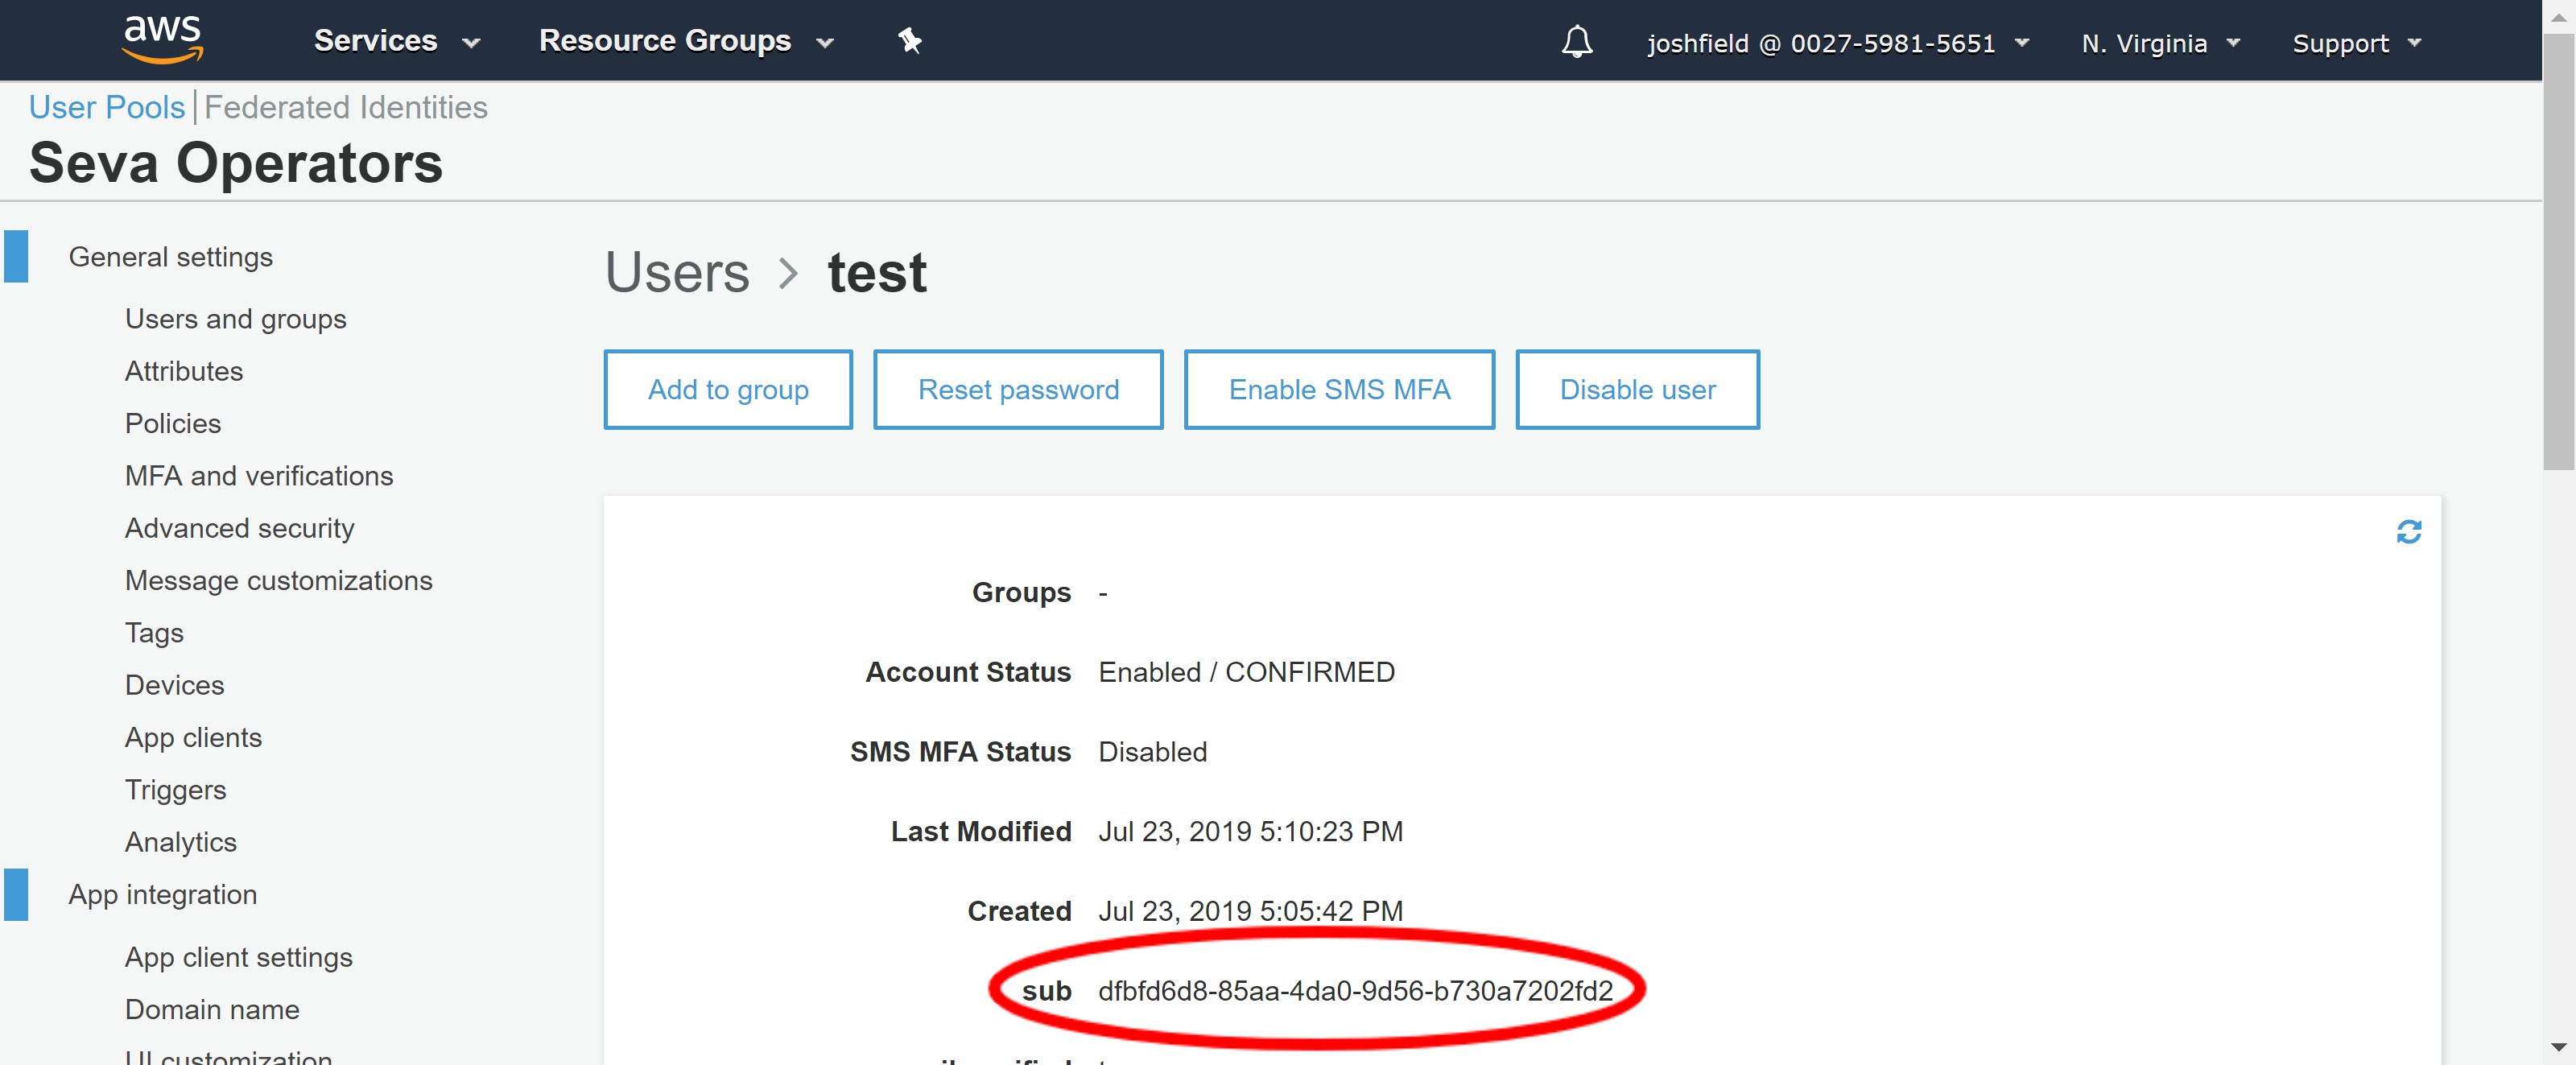 aws Services Resource Groups joshfield @ 0027-5981-5651 N. Virginia Support
User Pools Federated Identities
Seva Operators
General settings
Users and groups
Attributes
Policies
MFA and verifications
Advanced security
Message customizations
Tags
Devices
App clients
Triggers
Analytics
App integration
App client settings
Domain name
UI customization
Users > test
Add to group Reset password Enable SMS MFA Disable user
Groups -
Account Status Enabled / CONFIRMED
SMS MFA Status Disabled
Last Modified Jul 23, 2019 5:10:23 PM
Created Jul 23, 2019 5:05:42 PM
sub dfbfd6d8-85aa-4da0-9d56-b730a7202fd2